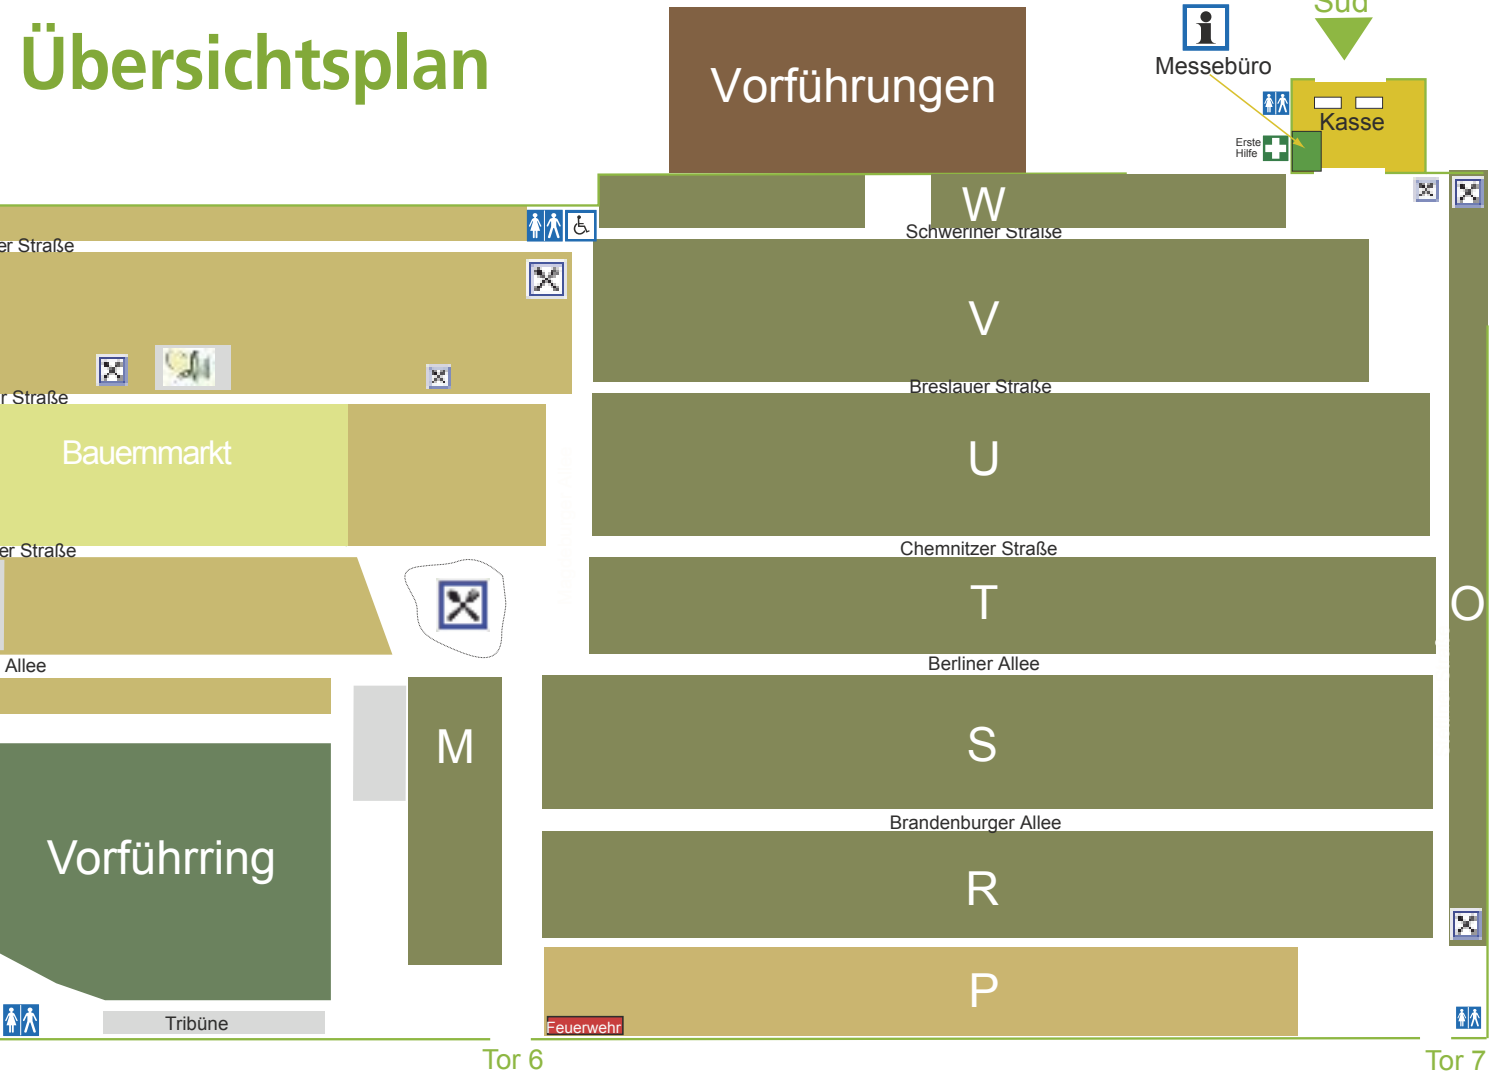 Übersichtsplan
Vorführungen
Süd
Messebüro
Kasse
Erste
Hilfe
W
er Straße
Schweriner Straße
V
r Straße
Breslauer Straße
Bauernmarkt
U
er Straße
Chemnitzer Straße
T
O
Allee
Berliner Allee
M
S
Brandenburger Allee
Vorführring
R
P
Tribüne
Feuerwehr
Tor 6
Tor 7